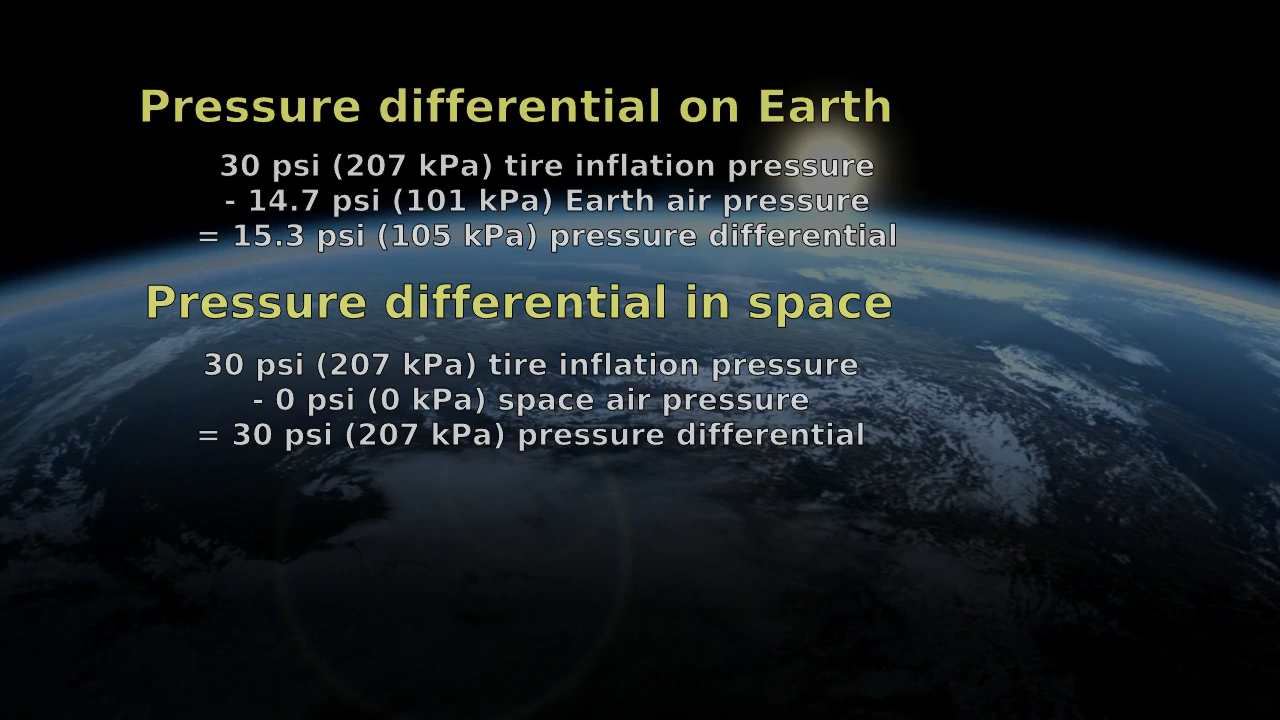 Pressure differential on Earth
30 psi (207 kPa) tire inflation pressure
- 14.7 psi (101 kPa) Earth air pressure
= 15.3 psi (105 kPa) pressure differential
Pressure differential in space
30 psi (207 kPa) tire inflation pressure
- 0 psi (0 kPa) space air pressure
= 30 psi (207 kPa) pressure differential